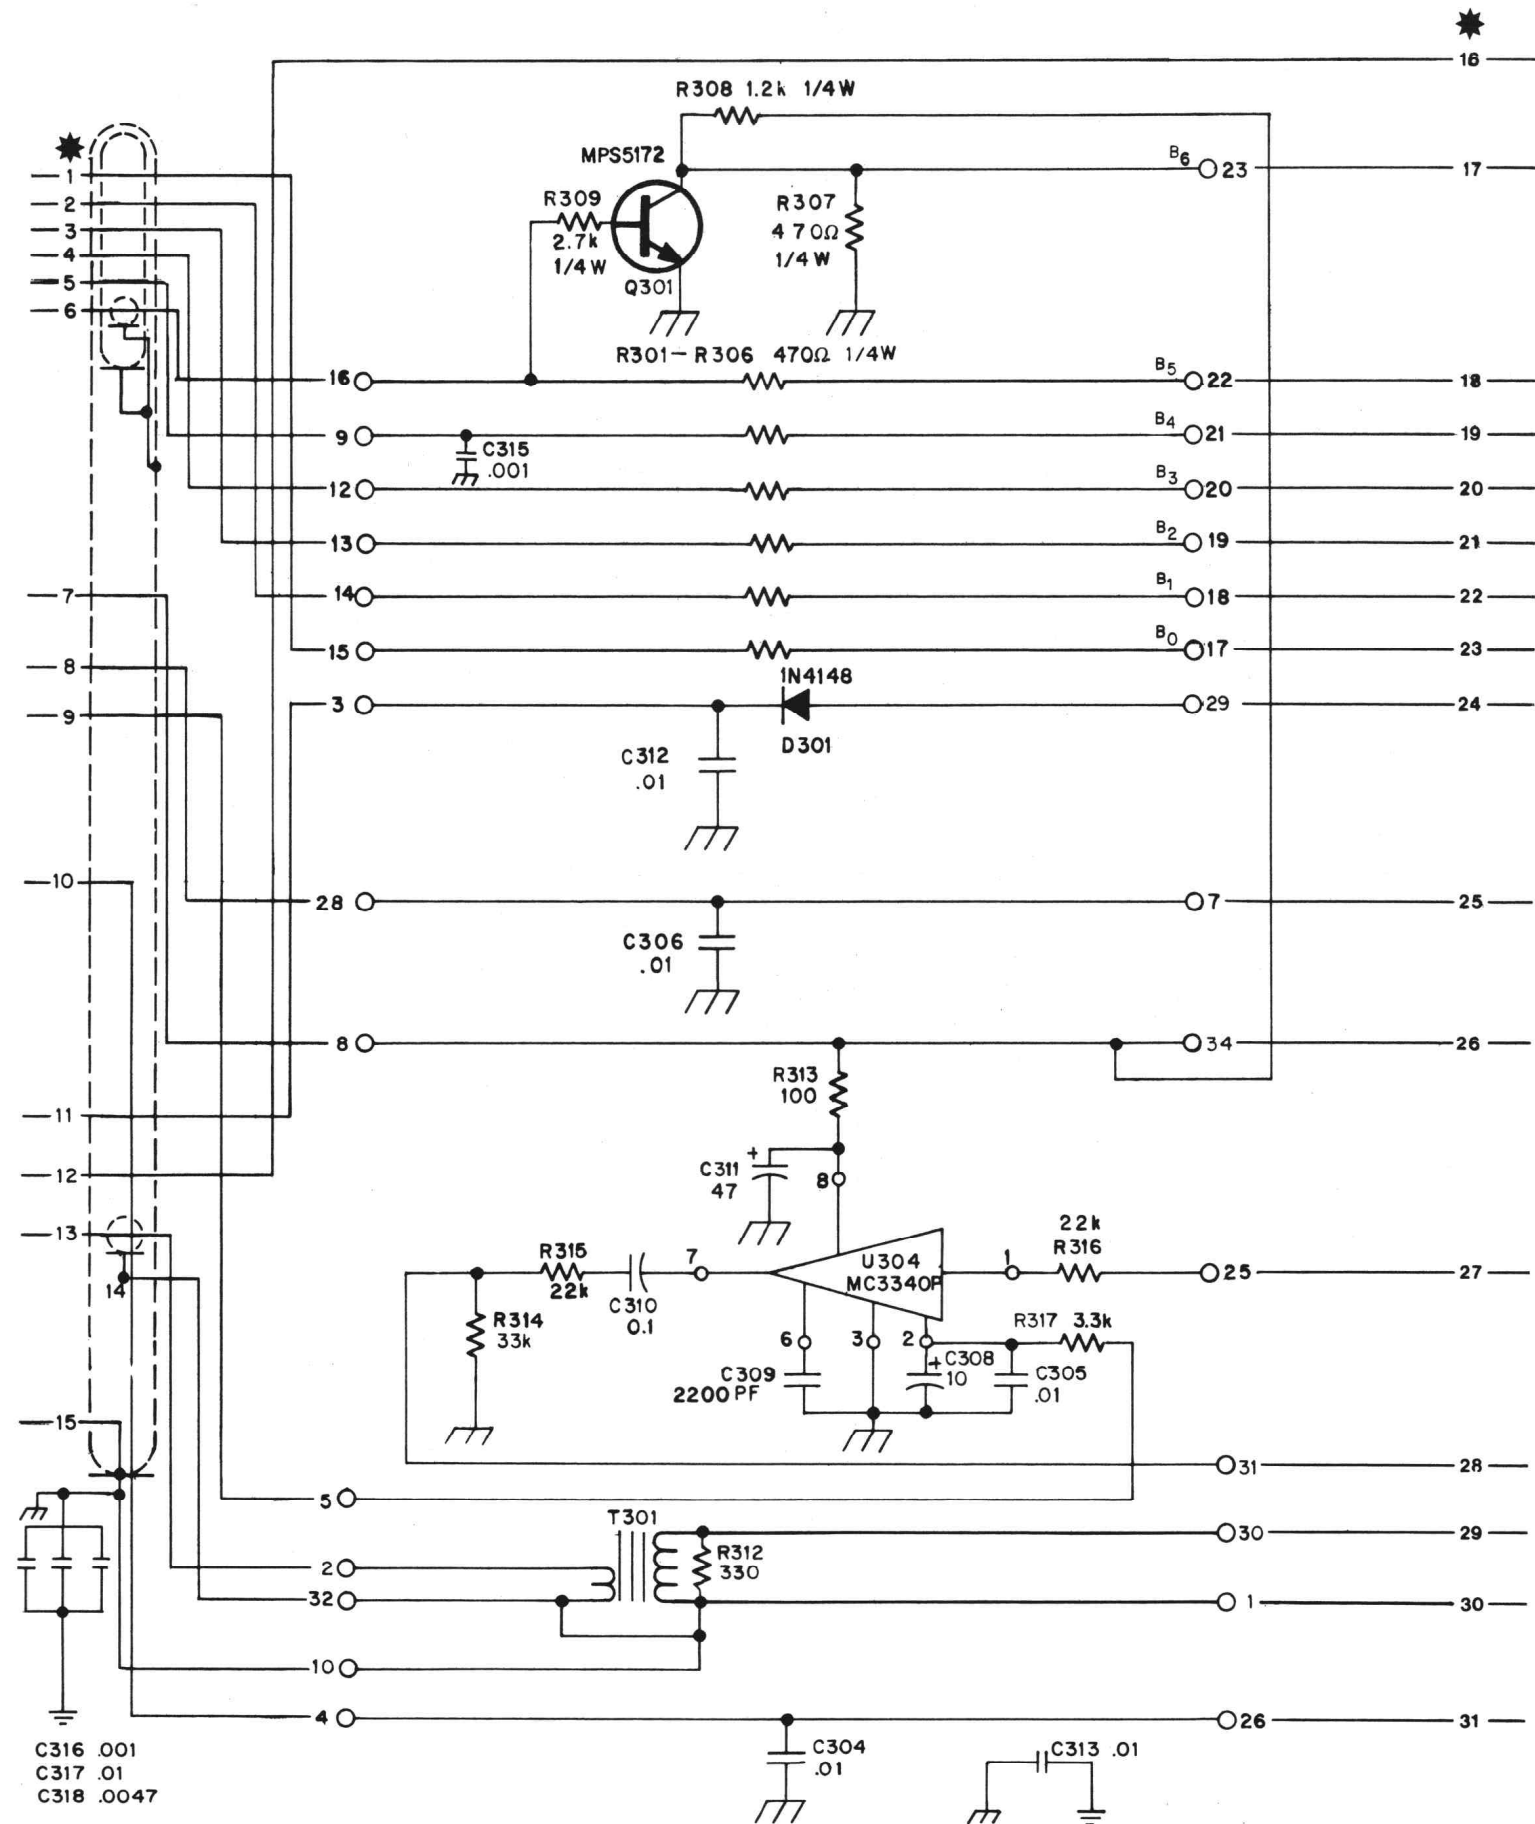 16
R308 1.2k 1/4W
MPS5172
B6 23 17
1
R309
R307
2
2.7k
470Ω
3
1/4W
1/4W
4
Q301
5
6
R301-R306 470Ω 1/4W
16 B5 22 18
9 B4 21 19
C315
.001
12 B3 20 20
13 B2 19 21
7 14 B1 18 22
15 B0 17 23
8
1N4148
3 29 24
9
D301
C312
.01
10
28 7 25
C306
.01
8 34 26
R313
100
11
+
C311
47
8
12
13
22k
R316
R315
22k
7
U304
MC3340P
1
25 27
14
C310
0.1
R314
33k
R317 3.3k
6 3 2
+ C308
10
C309
2200PF
C305
.01
15
31 28
5
T301
30 29
R312
330
2
32
1 30
10
4 26 31
C316 .001
C317 .01
C318 .0047
C304
.01
C313 .01